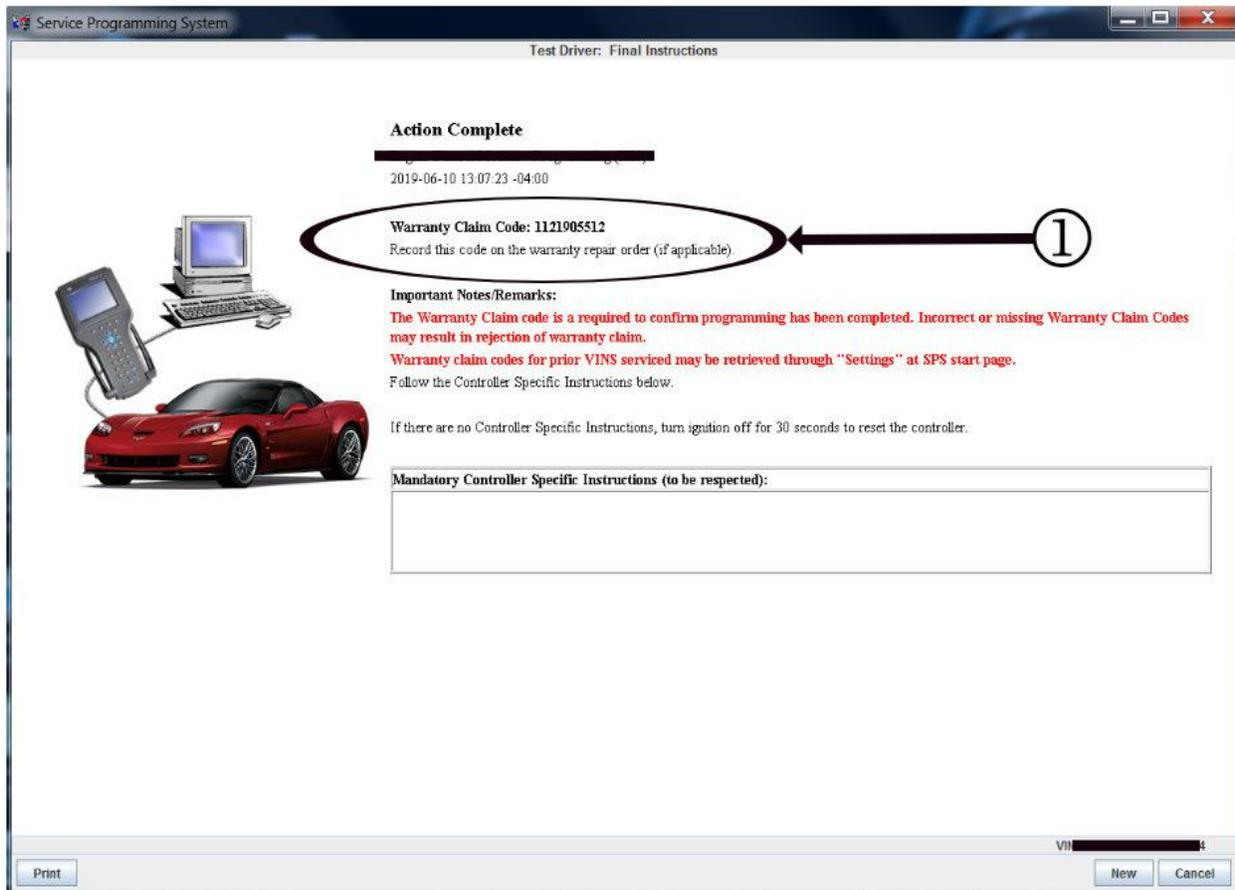 Service Programming System
Test Driver: Final Instructions
Action Complete
2019-06-10 13:07:23 -04:00
Warranty Claim Code: 1121905512
Record this code on the warranty repair order (if applicable).
1
Important Notes/Remarks:
The Warranty Claim code is a required to confirm programming has been completed. Incorrect or missing Warranty Claim Codes
may result in rejection of warranty claim.
Warranty claim codes for prior VINS serviced may be retrieved through "Settings" at SPS start page.
Follow the Controller Specific Instructions below.
If there are no Controller Specific Instructions, turn ignition off for 30 seconds to reset the controller.
Mandatory Controller Specific Instructions (to be respected):
4
Print
New
Cancel